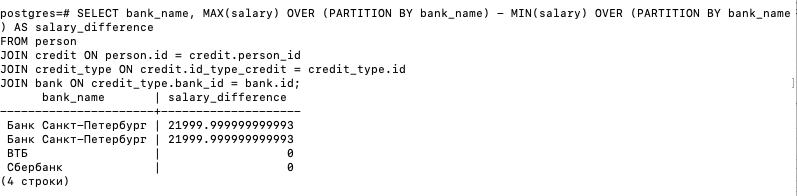 postgres=# SELECT bank_name, MAX(salary) OVER (PARTITION BY bank_name) - MIN(salary) OVER (PARTITION BY bank_name
) AS salary_difference
FROM person
JOIN credit ON person.id = credit.person_id
JOIN credit_type ON credit.id_type_credit = credit_type.id
JOIN bank ON credit_type.bank_id = bank.id;
bank_name | salary_difference
-----------------------+--------------------
Банк Санкт-Петербург | 21999.999999999993
Банк Санкт-Петербург | 21999.999999999993
ВТБ | 0
Сбербанк | 0
(4 строки)